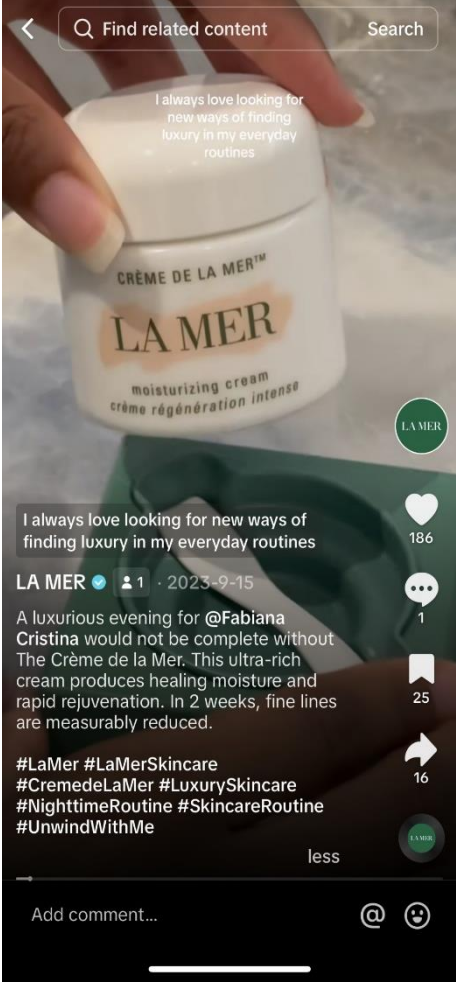 Find related content
Search
I always love looking for
new ways of finding
luxury in my everyday
routines
CRÈME DE LA MER™
LA MER
moisturizing cream
crème régénération intense
LA MER
186
I always love looking for new ways of
finding luxury in my everyday routines
1
LA MER 1 · 2023-9-15
A luxurious evening for @Fabiana
Cristina would not be complete without
The Crème de la Mer. This ultra-rich
cream produces healing moisture and
rapid rejuvenation. In 2 weeks, fine lines
are measurably reduced.
25
16
#LaMer #LaMerSkincare
#CremedeLaMer #LuxurySkincare
#NighttimeRoutine #SkincareRoutine
#UnwindWithMe
LA MER
less
Add comment...
@